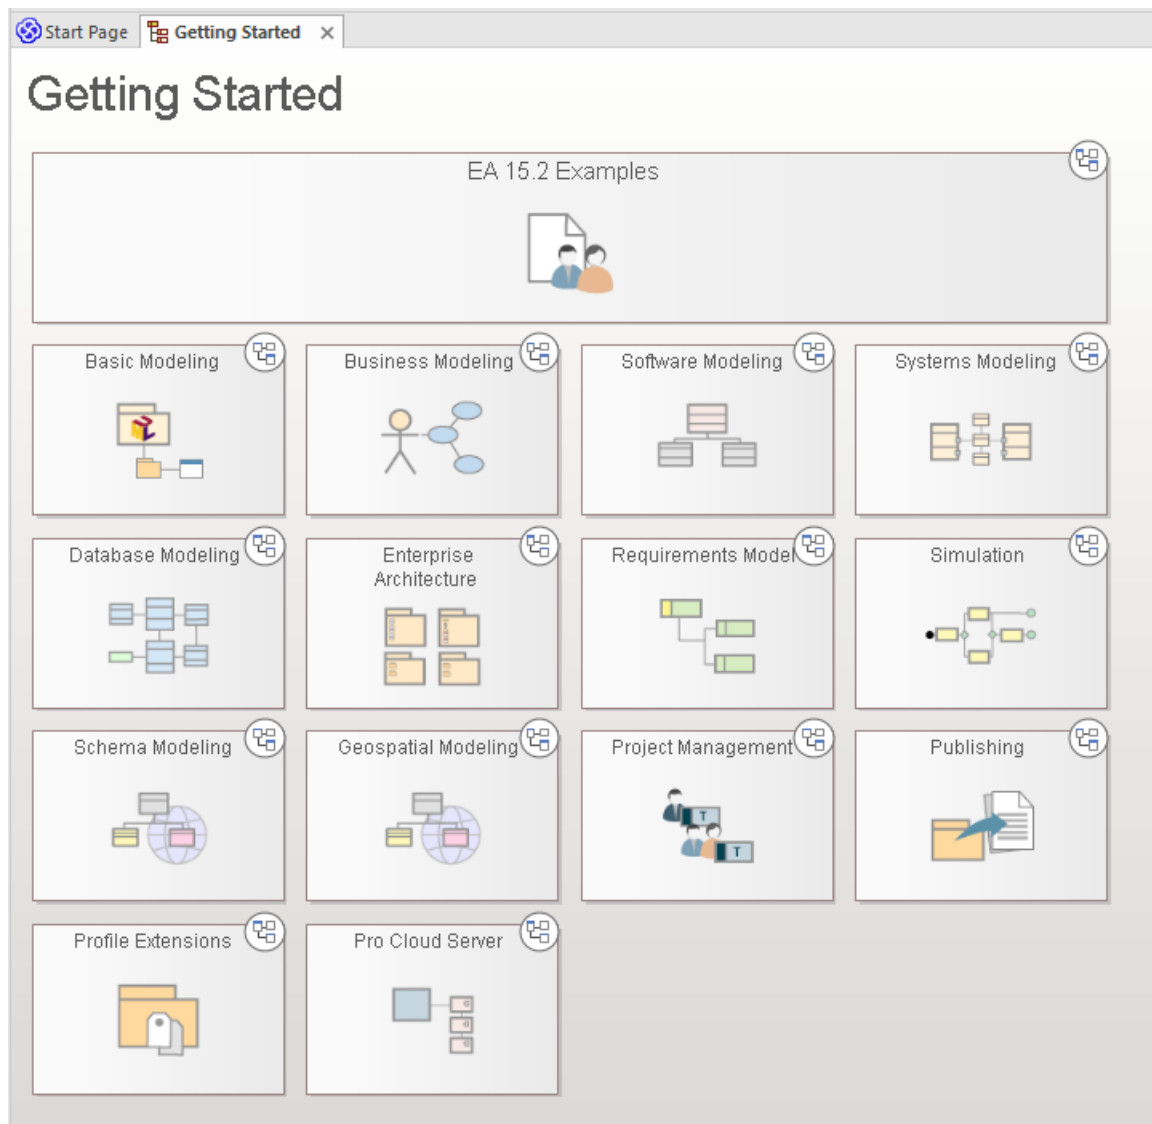 Start Page
Getting Started
Getting Started
EA 15.2 Examples
Basic Modeling
Business Modeling
Software Modeling
Systems Modeling
Database Modeling
Enterprise
Architecture
Requirements Model
Simulation
Schema Modeling
Geospatial Modeling
Project Management
T
T
Publishing
Profile Extensions
Pro Cloud Server